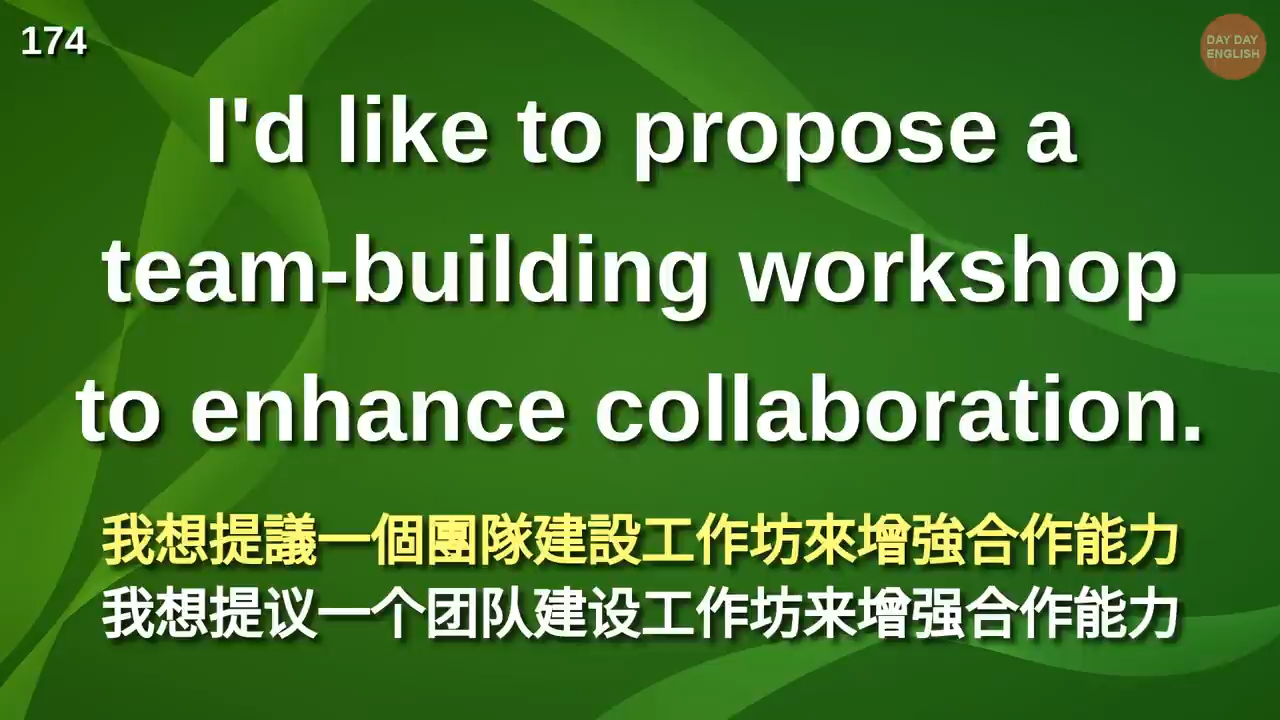 174
DAY DAY
ENGLISH
I'd like to propose a
team-building workshop
to enhance collaboration.
我想提議一個團隊建設工作坊來增強合作能力
我想提议一个团队建设工作坊来增强合作能力